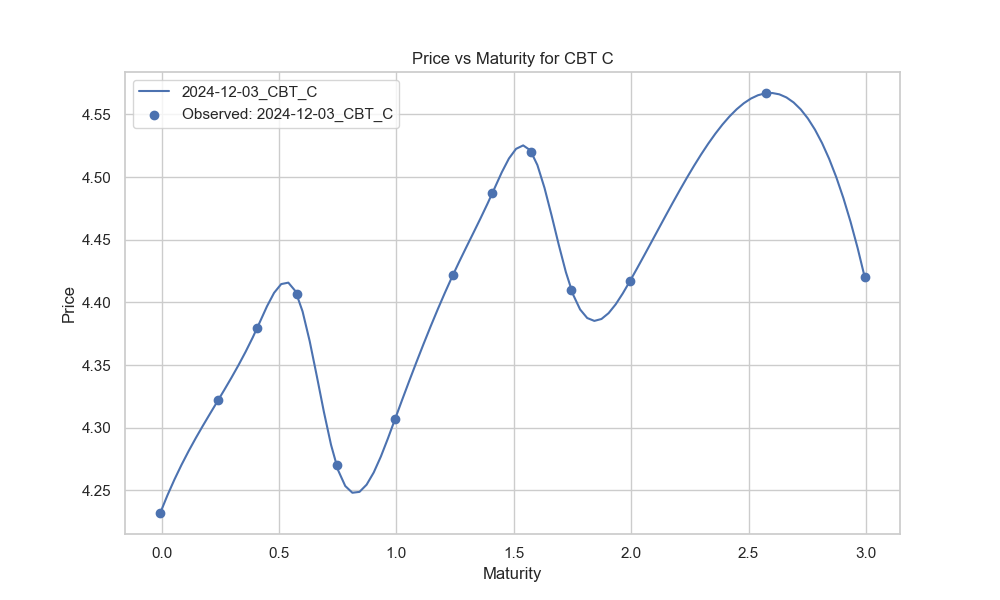 Price vs Maturity for CBT C
2024-12-03_CBT_C
Observed: 2024-12-03_CBT_C
Price
4.55
4.50
4.45
4.40
4.35
4.30
4.25
0.0 0.5 1.0 1.5 2.0 2.5 3.0
Maturity